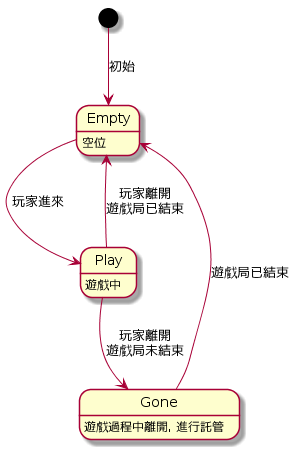 初始
Empty
空位
玩家進來
玩家離開
遊戲局已結束
Play
遊戲中
遊戲局已結束
玩家離開
遊戲局未結束
Gone
遊戲過程中離開, 進行託管